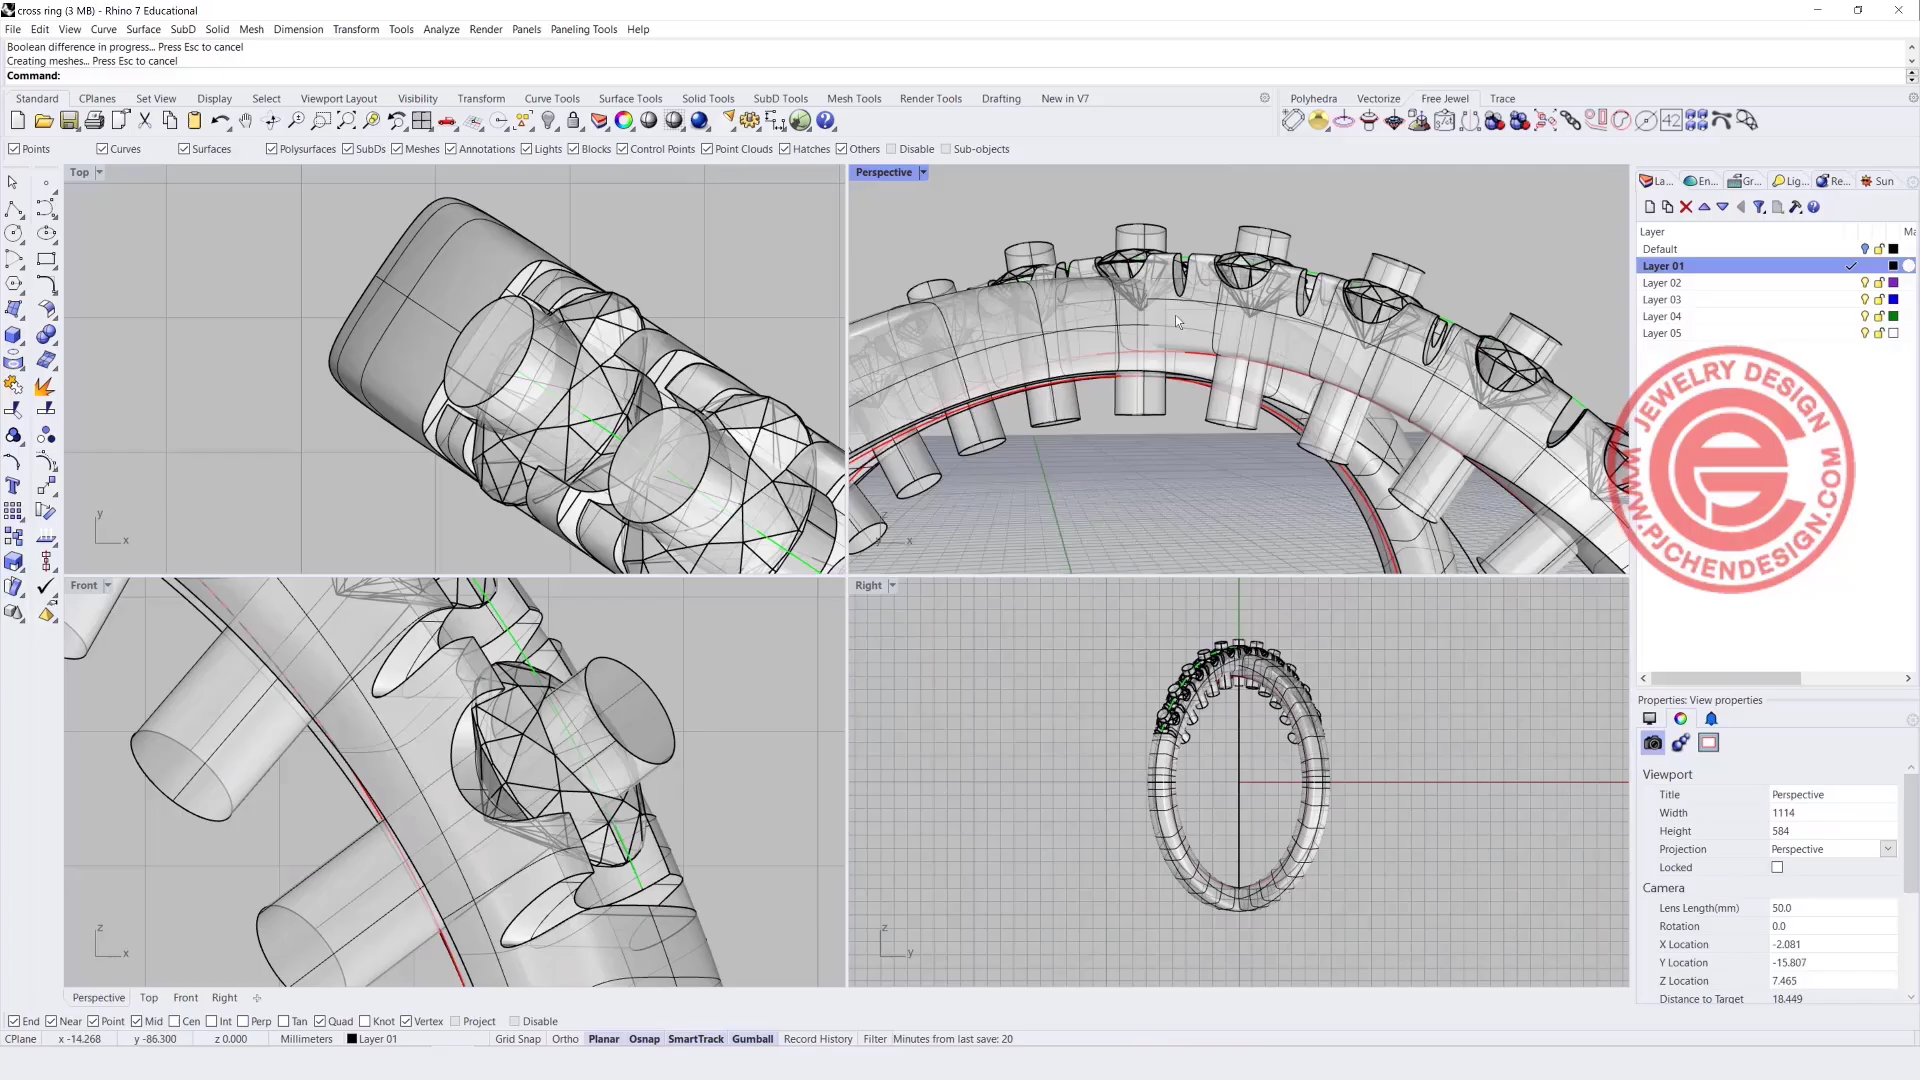 cross ring (3 MB) - Rhino 7 Educational
File Edit View Curve Surface SubD Solid Mesh Dimension Transform Tools Analyze Render Panels Paneling Tools Help
Boolean difference in progress... Press Esc to cancel
Creating meshes... Press Esc to cancel
Command:
Standard CPlanes Set View Display Select Viewport Layout Visibility Transform Curve Tools Surface Tools Solid Tools SubD Tools Mesh Tools Render Tools Drafting New in V7 Polyhedra Vectorize Free Jewel Trace
42
Points Curves Surfaces Polysurfaces SubDs Meshes Annotations Lights Blocks Control Points Point Clouds Hatches Others Disable Sub-objects
Top
Perspective
La... En... Gr... Lig... Re... Sun
Layer Ma
Default
Layer 01
Layer 02
Layer 03
Layer 04
Layer 05
JEWELRY DESIGN
WWW.PJCHENDESIGN.COM
y
x
z
x
Front
Right
z
x
z
y
Properties: View properties
Viewport
Title Perspective
Width 1114
Height 584
Projection Perspective
Locked
Camera
Lens Length(mm) 50.0
Rotation 0.0
X Location -2.081
Y Location -15.807
Z Location 7.465
Distance to Target 18.449
Perspective Top Front Right
End Near Point Mid Cen Int Perp Tan Quad Knot Vertex Project Disable
CPlane x -14.268 y -86.300 z 0.000 Millimeters Layer 01 Grid Snap Ortho Planar Osnap SmartTrack Gumball Record History Filter Minutes from last save: 20